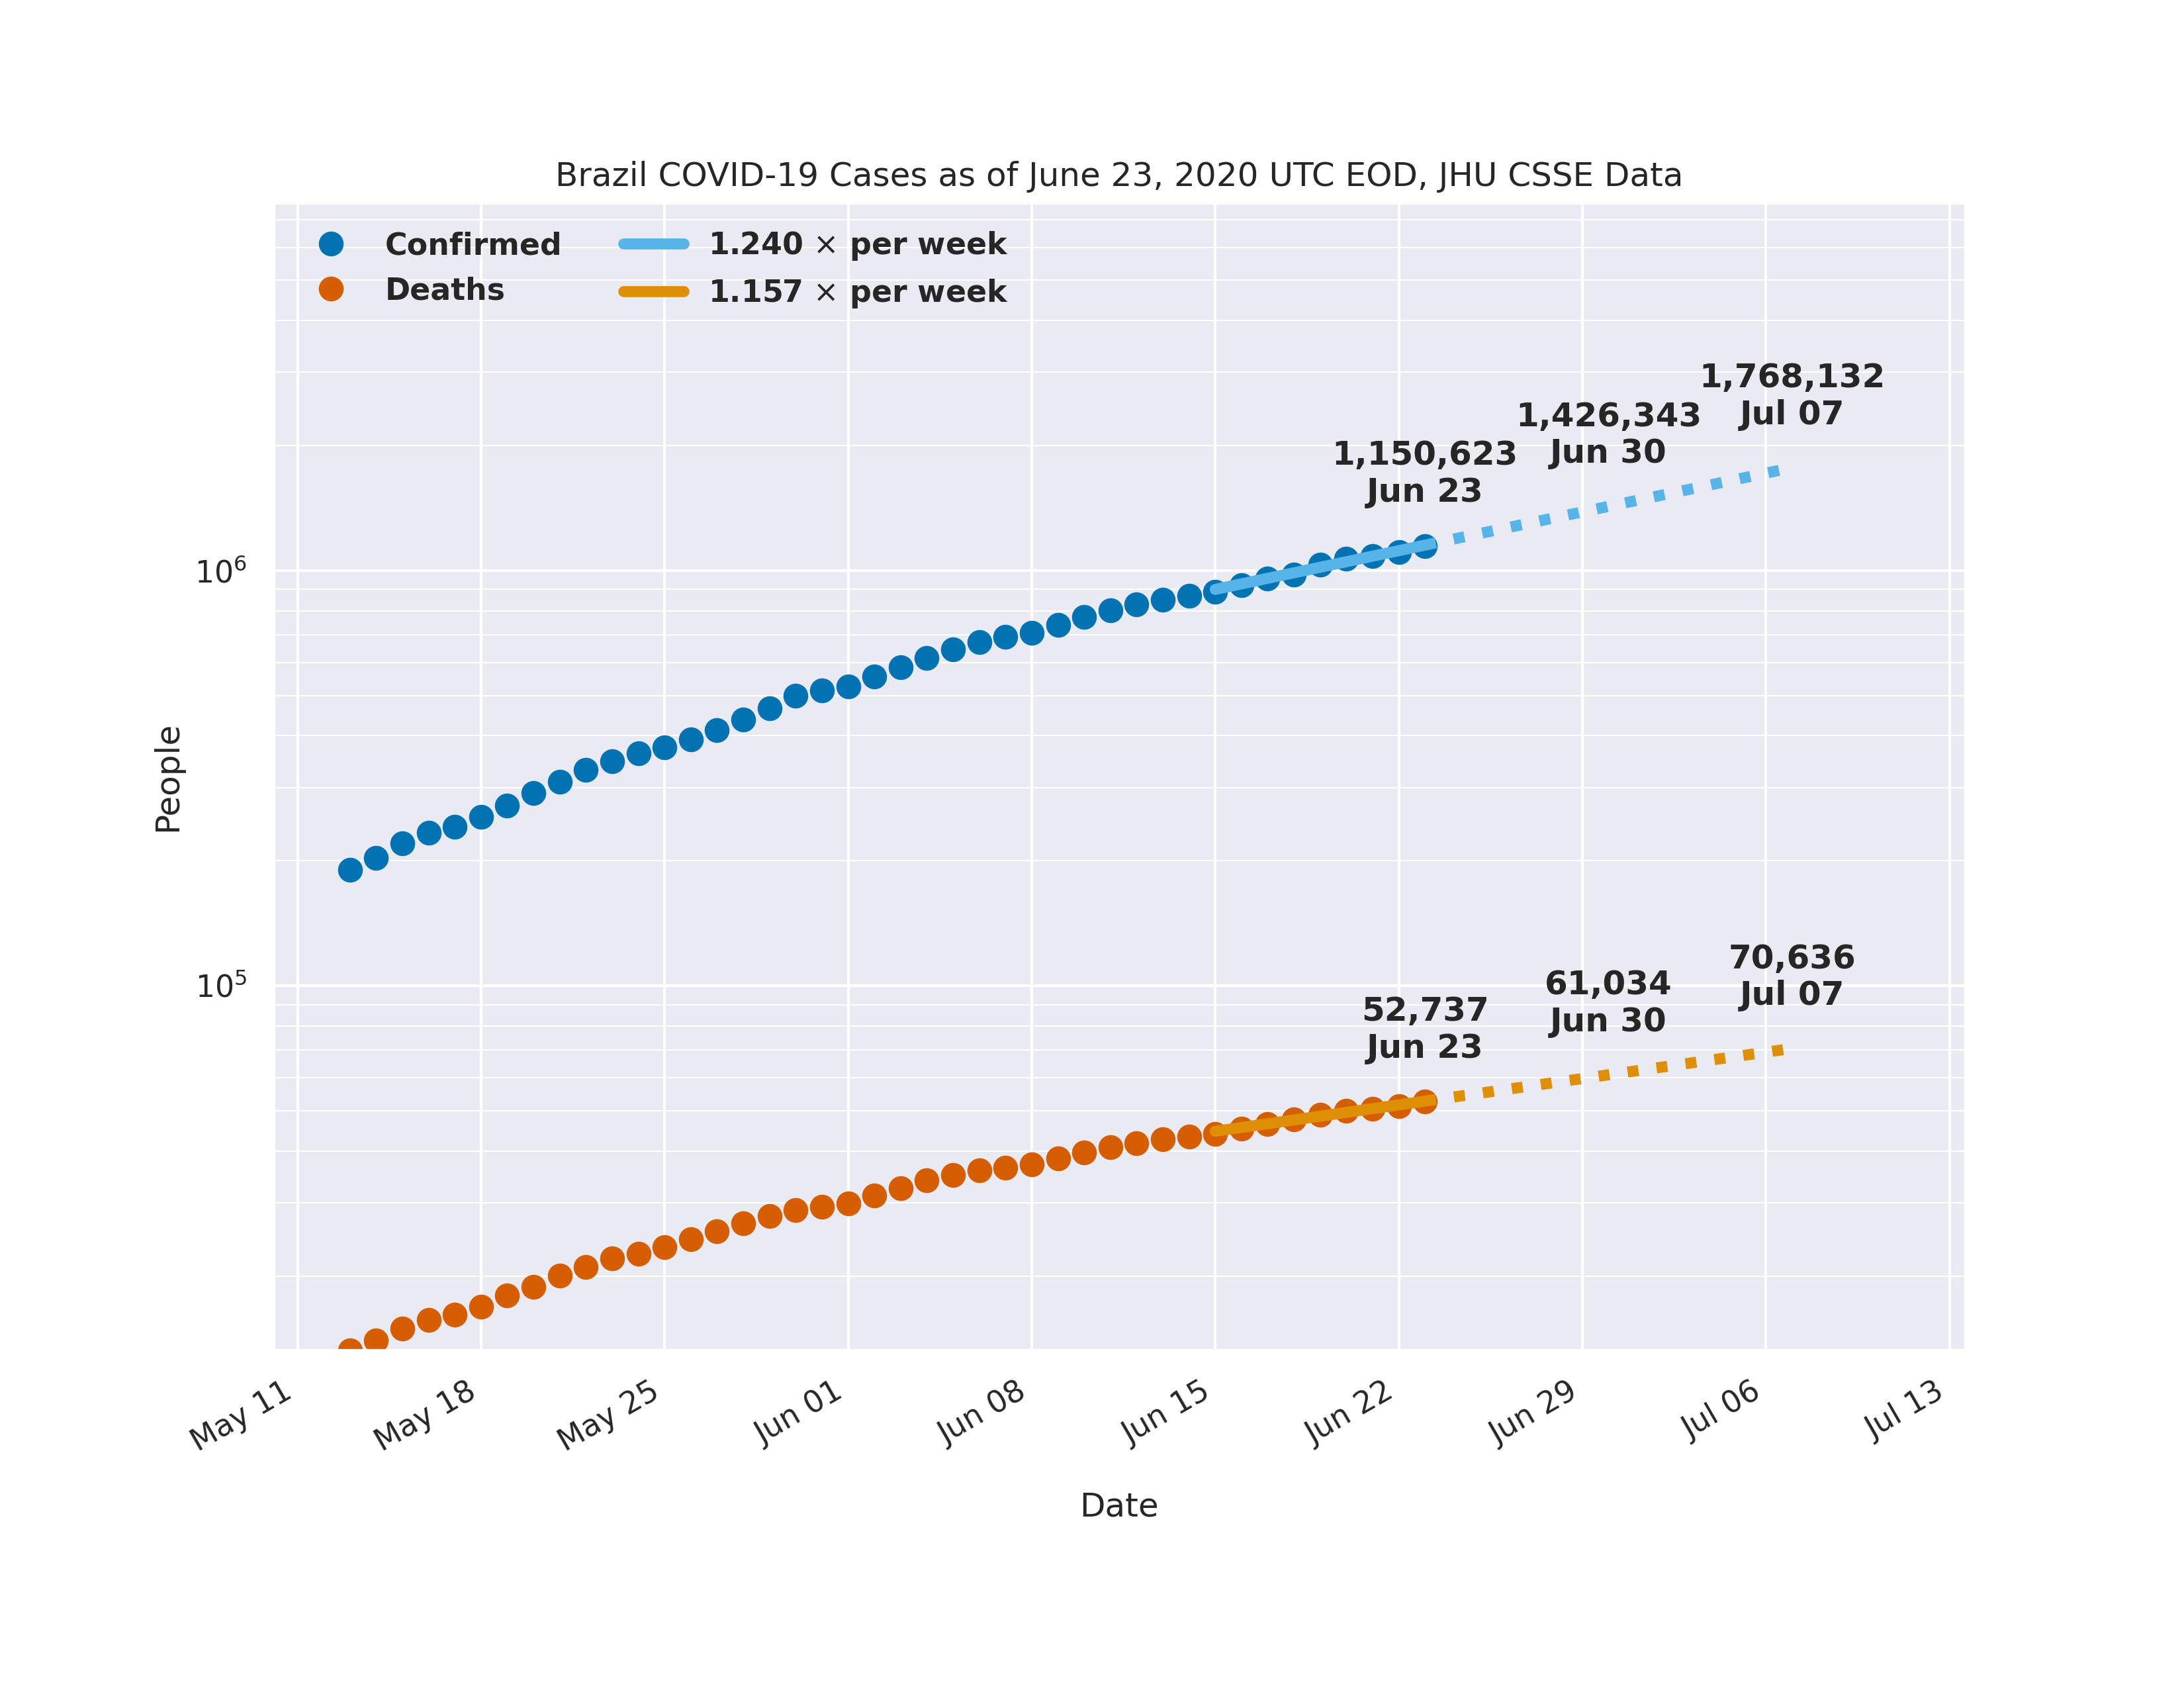 Brazil COVID-19 Cases as of June 23, 2020 UTC EOD, JHU CSSE Data
Confirmed
Deaths
1.240 × per week
1.157 × per week
1,768,132
Jul 07
1,426,343
Jun 30
1,150,623
Jun 23
70,636
Jul 07
61,034
Jun 30
52,737
Jun 23
10⁶
10⁵
People
May 11
May 18
May 25
Jun 01
Jun 08
Jun 15
Jun 22
Jun 29
Jul 06
Jul 13
Date